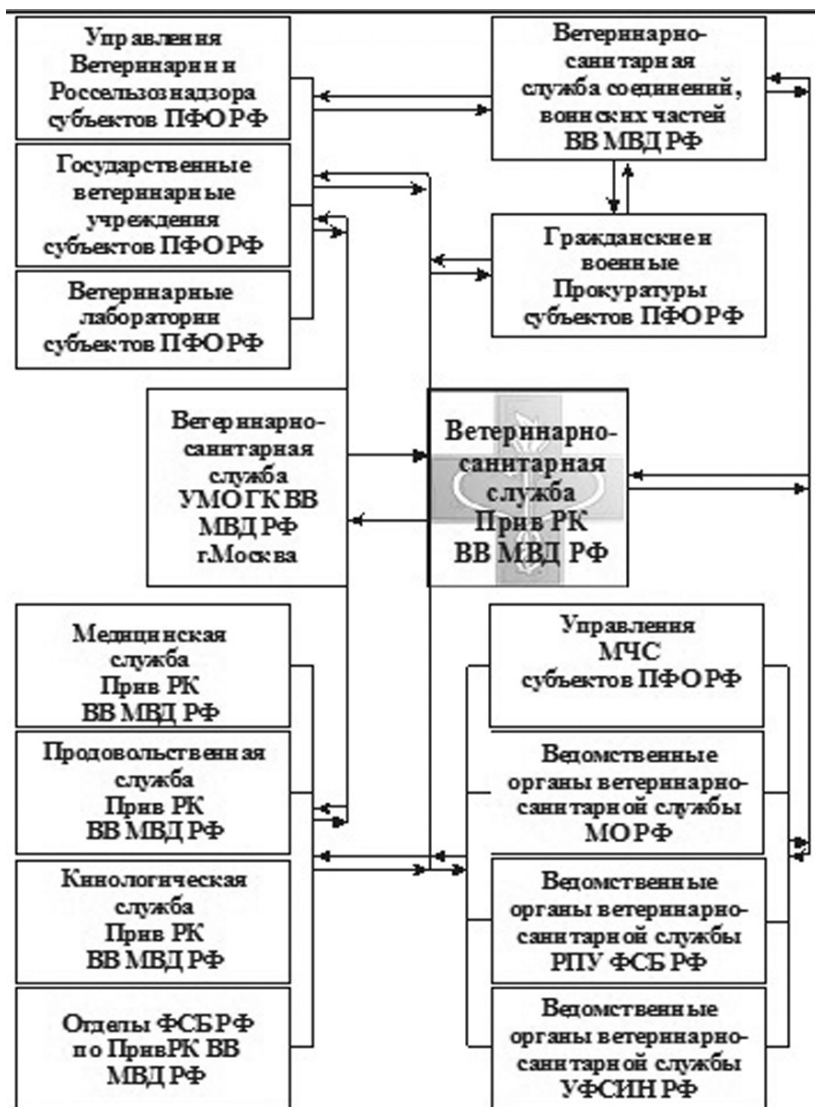 Управления
Ветеринарии и
Россельхознадзора
субъектов ПФО РФ
Государственные
ветеринарные
учреждения
субъектов ПФО РФ
Ветеринарные
лаборатории
субъектов ПФО РФ
Ветеринарно-
санитарная
служба соединений,
воинских частей
ВВ МВД РФ
Гражданские и
военные
Прокуратуры
субъектов ПФО РФ
Ветеринарно-
санитарная
служба
УМО ГК ВВ
МВД РФ
г.Москва
Ветеринарно-
санитарная
служба
Прив РК
ВВ МВД РФ
Медицинская
служба
Прив РК
ВВ МВД РФ
Продовольственная
служба
Прив РК
ВВ МВД РФ
Кинологическая
служба
Прив РК
ВВ МВД РФ
Отделы ФСБ РФ
по ПривРК ВВ
МВД РФ
Управления
МЧС
субъектов ПФО РФ
Ведомственные
органы ветеринарно-
санитарной службы
МО РФ
Ведомственные
органы ветеринарно-
санитарной службы
РПУ ФСБ РФ
Ведомственные
органы ветеринарно-
санитарной службы
УФСИН РФ